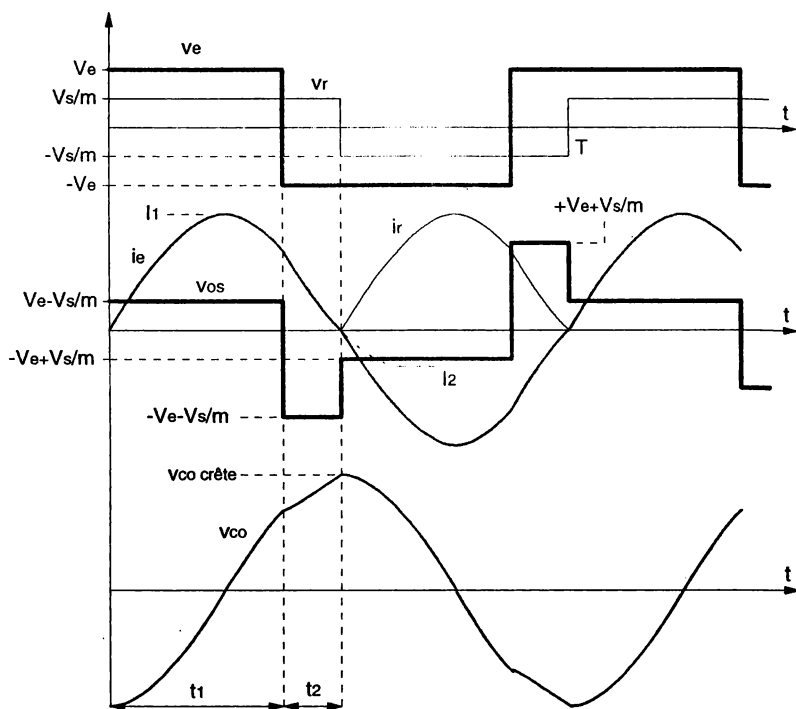 ve
Ve
Vs/m
vr
t
-Vs/m
T
-Ve
I1
+Ve+Vs/m
ie
ir
vos
Ve-Vs/m
t
-Ve+Vs/m
I2
-Ve-Vs/m
vco crête
vco
t
t1
t2